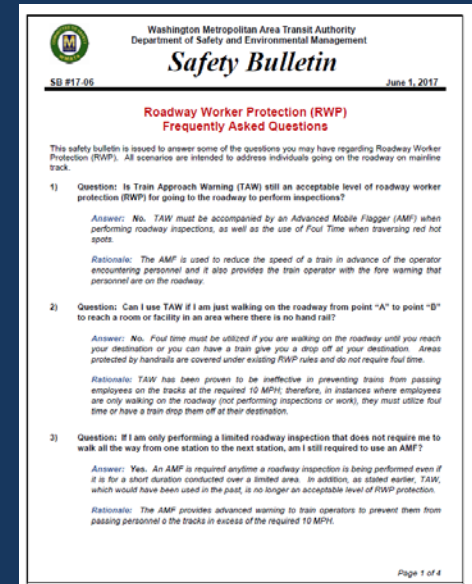 Washington Metropolitan Area Transit Authority
Department of Safety and Environmental Management
Safety Bulletin
SB #17-06 June 1, 2017
Roadway Worker Protection (RWP)
Frequently Asked Questions
This safety bulletin is issued to answer some of the questions you may have regarding Roadway Worker
Protection (RWP). All scenarios are intended to address individuals going on the roadway on mainline
track.
1) Question: Is Train Approach Warning (TAW) still an acceptable level of roadway worker
protection (RWP) for going to the roadway to perform inspections?
Answer: No. TAW must be accompanied by an Advanced Mobile Flagger (AMF) when
performing roadway inspections, as well as the use of Foul Time when traversing red hot
spots.
Rationale: The AMF is used to reduce the speed of a train in advance of the operator
encountering personnel and it also provides the train operator with the fore warning that
personnel are on the roadway.
2) Question: Can I use TAW if I am just walking on the roadway from point “A” to point “B”
to reach a room or facility in an area where there is no hand rail?
Answer: No. Foul time must be utilized if you are walking on the roadway until you reach
your destination or you can have a train give you a drop off at your destination. Areas
protected by handrails are covered under existing RWP rules and do not require foul time.
Rationale: TAW has been proven to be ineffective in preventing trains from passing
employees on the tracks at the required 10 MPH; therefore, in instances where employees
are only walking on the roadway (not performing inspections or work), they must utilize foul
time or have a train drop them off at their destination.
3) Question: If I am only performing a limited roadway inspection that does not require me to
walk all the way from one station to the next station, am I still required to use an AMF?
Answer: Yes. An AMF is required anytime a roadway inspection is being performed even if
it is for a short duration conducted over a limited area. In addition, as stated earlier, TAW,
which would have been used in the past, is no longer an acceptable level of RWP protection.
Rationale: The AMF provides advanced warning to train operators to prevent them from
passing personnel o the tracks in excess of the required 10 MPH.
Page 1 of 4